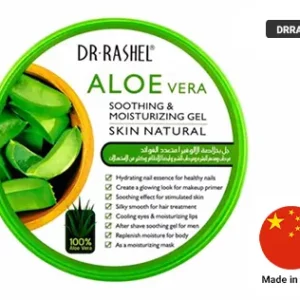 DRRA
DR·RASHEL®
ALOE VERA
SOOTHING &
MOISTURIZING GEL
SKIN NATURAL
Hydrating nail essence for healthy nails
Create a glowing look for makeup primer
Soothing effect for stimulated skin
Silky smooth for hair treatment
Cooling eyes & moisturizing lips
After shave soothing gel for men
Replenish moisture for body
As a moisturizing mask
100%
Aloe Vera
Made in